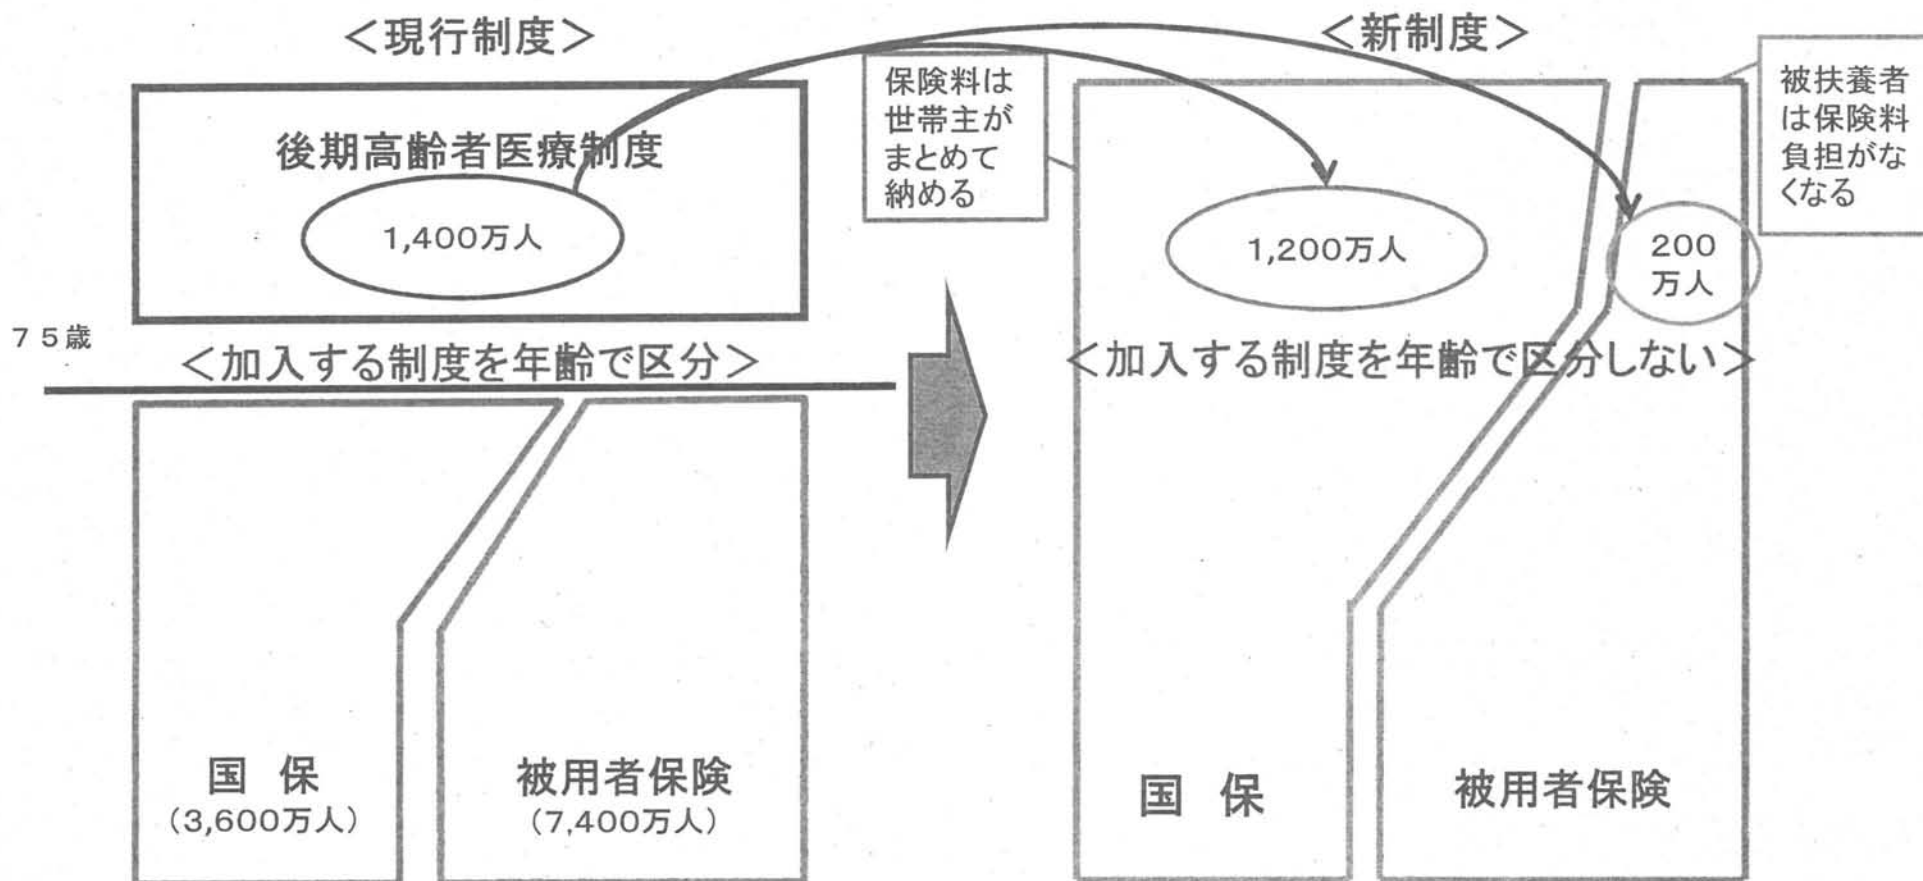 <現行制度>
後期高齢者医療制度
1,400万人
75歳
<加入する制度を年齢で区分>
国 保
(3,600万人)
被用者保険
(7,400万人)
<新制度>
保険料は
世帯主が
まとめて
納める
被扶養者
は保険料
負担がな
くなる
1,200万人
200
万人
<加入する制度を年齢で区分しない>
国 保
被用者保険